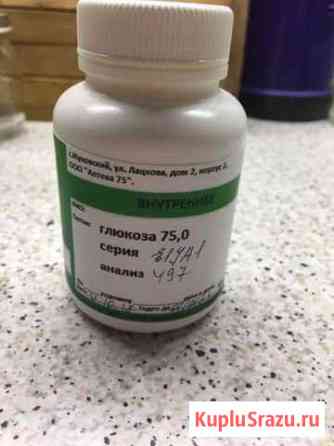 г.Жуковский, ул. Лацкова, дом 2, корпус 2.
ООО "Аптека 75".
ВНУТРЕННЕЕ
глюкоза 75,0
серия
анализ 497
KupluSrazu.ru